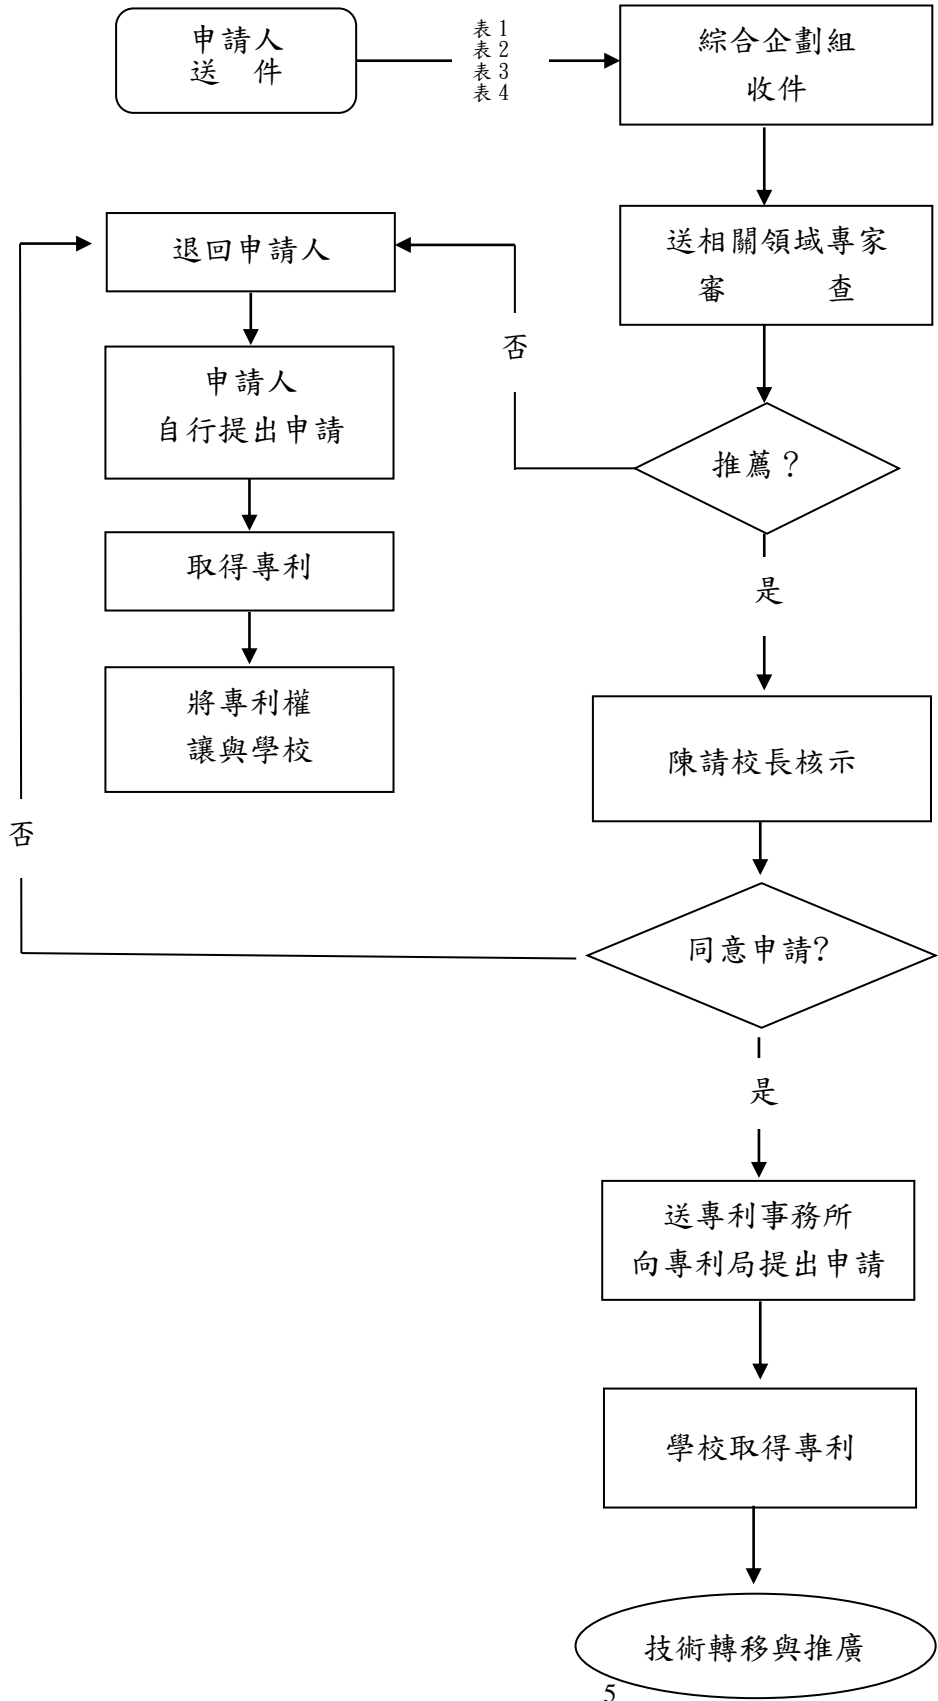 申請人
送 件
表1
表2
表3
表4
綜合企劃組
收件
送相關領域專家
審 查
退回申請人
否
申請人
自行提出申請
推薦？
取得專利
是
將專利權
讓與學校
陳請校長核示
否
同意申請?
是
送專利事務所
向專利局提出申請
學校取得專利
技術轉移與推廣
5